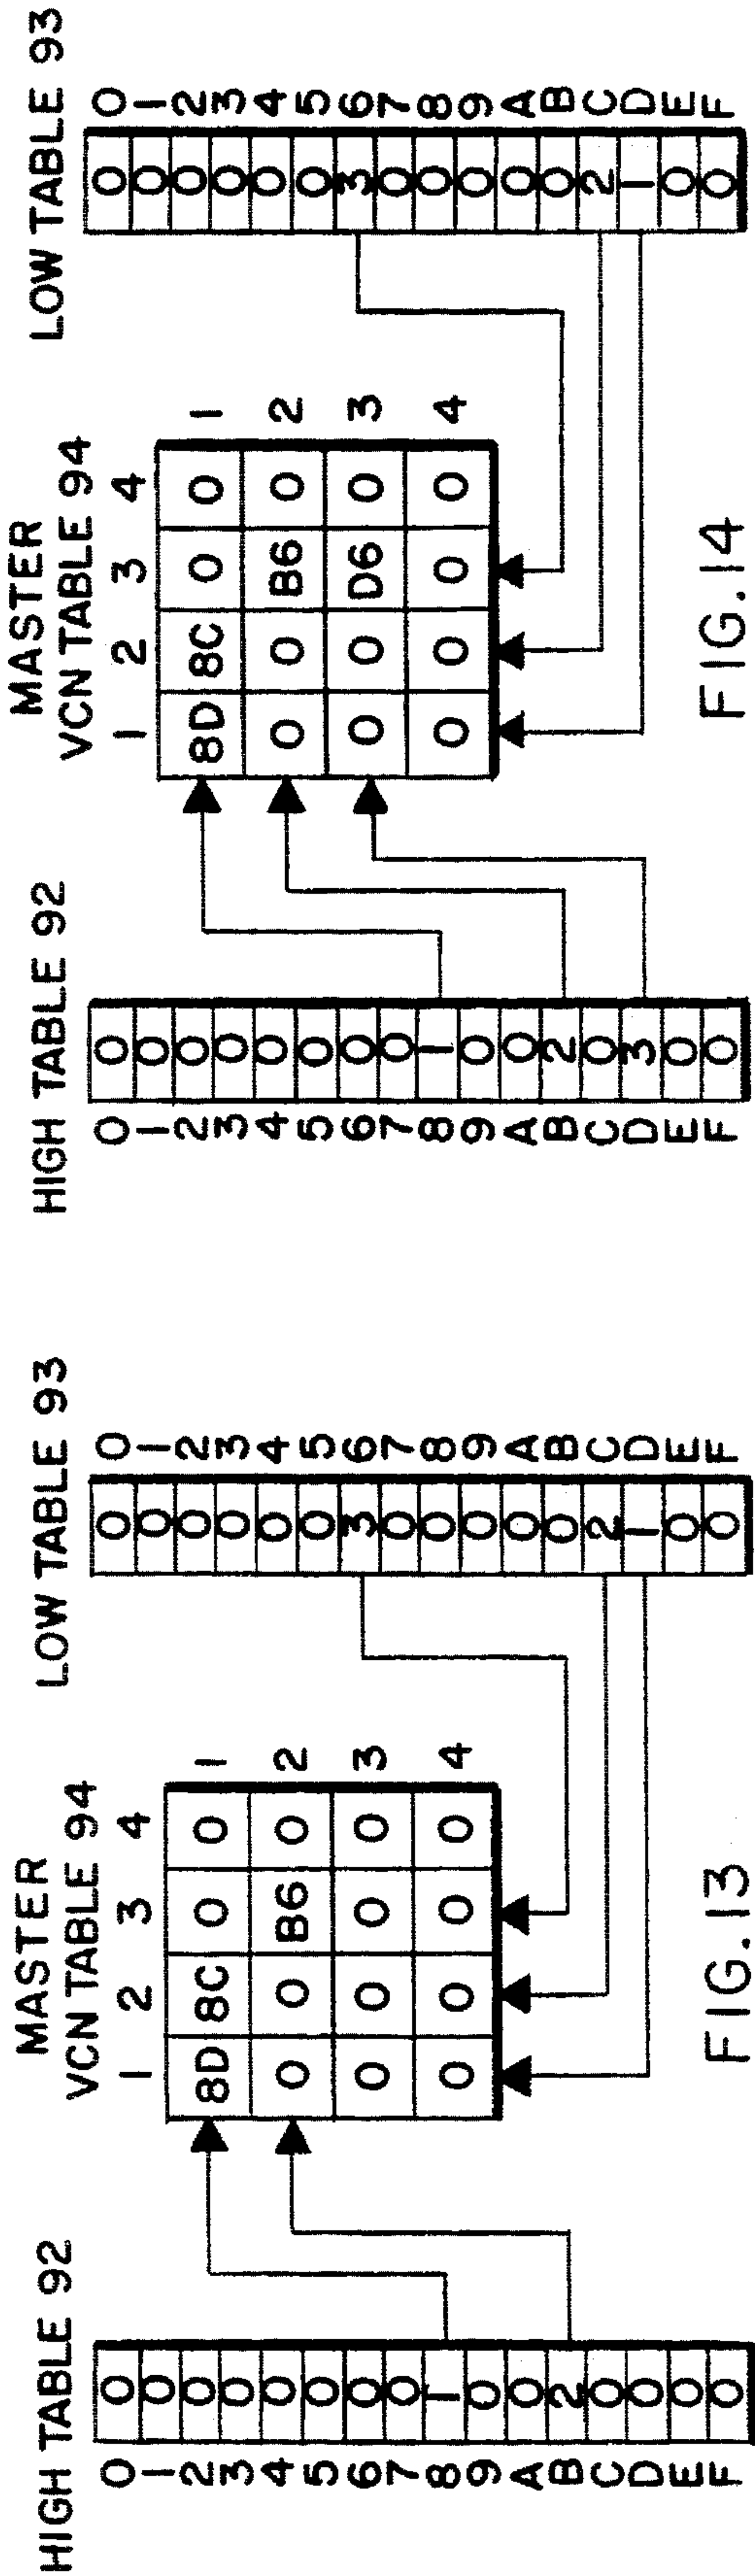 HIGH TABLE 92
0 0
1 0
2 0
3 0
4 0
5 0
6 0
7 0
8 1
9 0
A 0
B 2
C 0
D 0
E 0
F 0
MASTER
VCN TABLE 94
1 2 3 4
8D 8C 0 0 1
0 0 B6 0 2
0 0 0 0 3
0 0 0 0 4
LOW TABLE 93
0 0
0 1
0 2
0 3
0 4
0 5
3 6
0 7
0 8
0 9
0 A
0 B
2 C
1 D
0 E
0 F
FIG.13
HIGH TABLE 92
0 0
1 0
2 0
3 0
4 0
5 0
6 0
7 0
8 1
9 0
A 0
B 2
C 0
D 3
E 0
F 0
MASTER
VCN TABLE 94
1 2 3 4
8D 8C 0 0 1
0 0 B6 0 2
0 0 D6 0 3
0 0 0 0 4
LOW TABLE 93
0 0
0 1
0 2
0 3
0 4
0 5
3 6
0 7
0 8
0 9
0 A
0 B
2 C
1 D
0 E
0 F
FIG.14